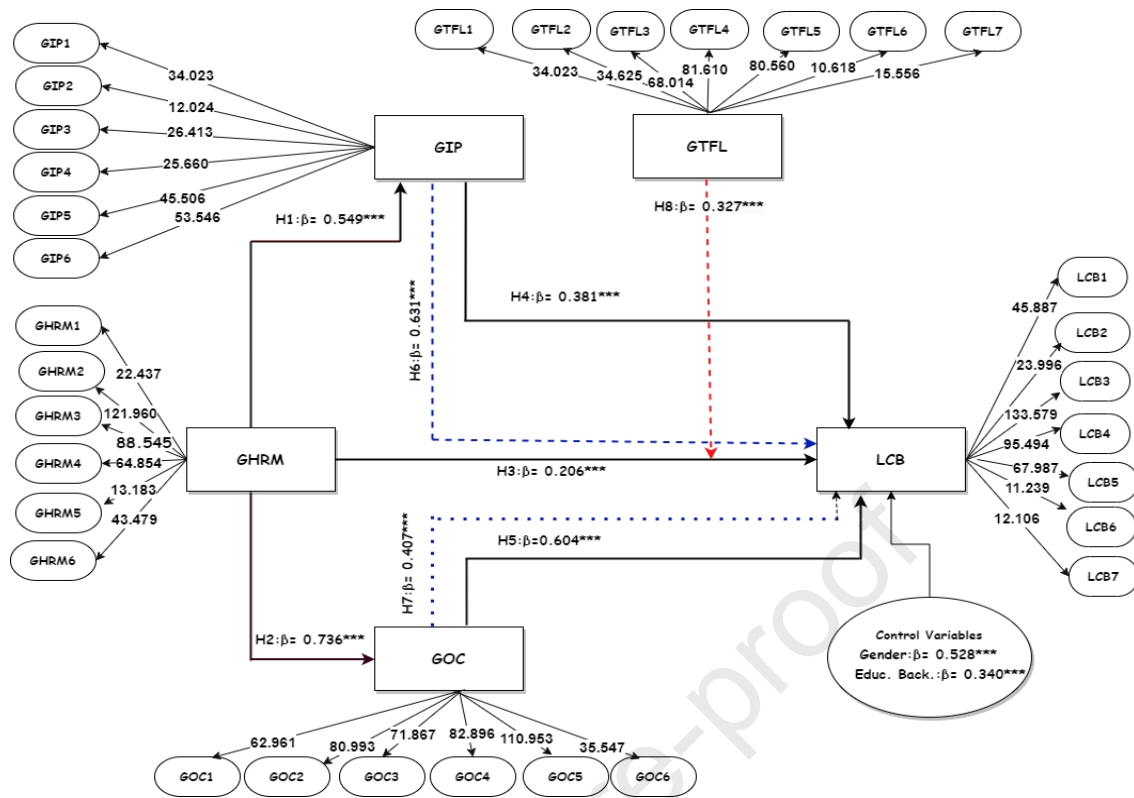 GTFL1
GTFL2
GTFL3
GTFL4
GTFL5
GTFL6
GTFL7
34.023
34.625
68.014
81.610
80.560
10.618
15.556
GIP1
GIP2
GIP3
GIP4
GIP5
GIP6
34.023
12.024
26.413
25.660
45.506
53.546
GIP
GTFL
H1:β= 0.549***
H8:β= 0.327***
H6:β= 0.631***
H4:β= 0.381***
GHRM1
GHRM2
GHRM3
GHRM4
GHRM5
GHRM6
22.437
121.960
88.545
64.854
13.183
43.479
GHRM
H3:β= 0.206***
LCB
LCB1
LCB2
LCB3
LCB4
LCB5
LCB6
LCB7
45.887
23.996
133.579
95.494
67.987
11.239
12.106
H7:β= 0.407***
H5:β=0.604***
H2:β= 0.736***
GOC
Control Variables
Gender:β= 0.528***
Educ. Back.:β= 0.340***
62.961
80.993
71.867
82.896
110.953
35.547
GOC1
GOC2
GOC3
GOC4
GOC5
GOC6
e-proof